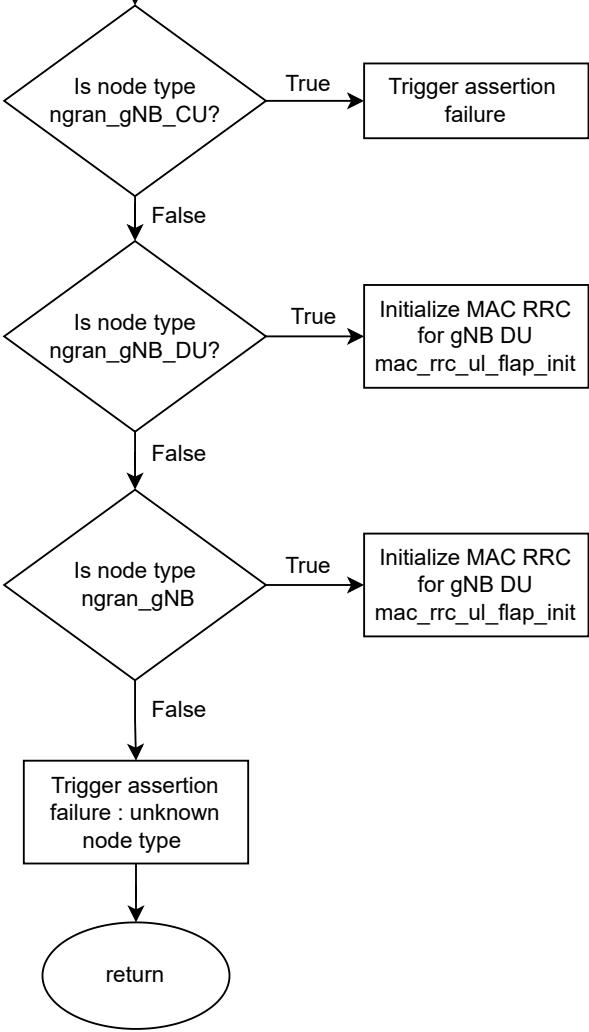 Is node type
ngran_gNB_CU?
True
Trigger assertion
failure
False
Is node type
ngran_gNB_DU?
True
Initialize MAC RRC
for gNB DU
mac_rrc_ul_flap_init
False
Is node type
ngran_gNB
True
Initialize MAC RRC
for gNB DU
mac_rrc_ul_flap_init
False
Trigger assertion
failure : unknown
node type
return